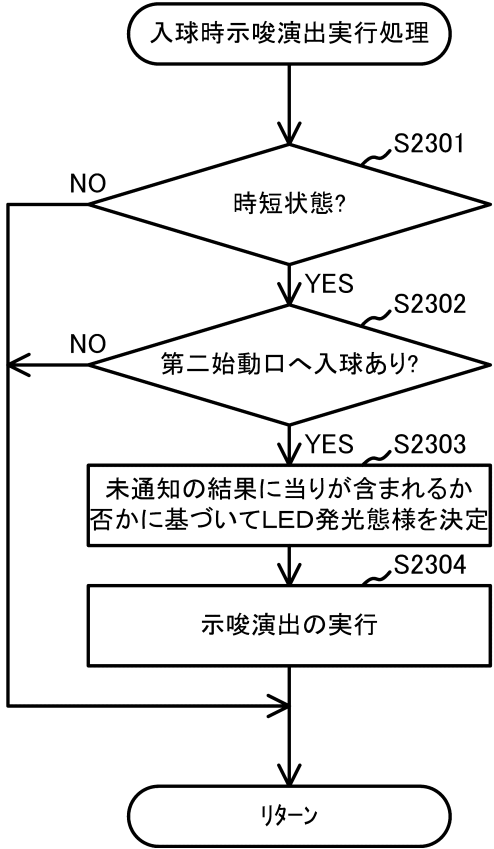 入球時示唆演出実行処理
S2301
NO
時短状態?
YES
S2302
NO
第二始動口へ入球あり?
YES
S2303
未通知の結果に当りが含まれるか
否かに基づいてLED発光態様を決定
S2304
示唆演出の実行
リターン